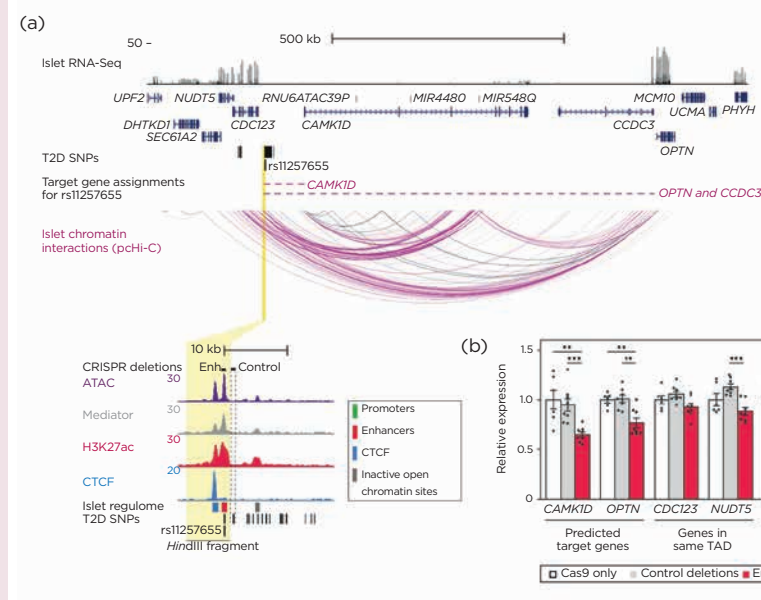 (a)
50 –
500 kb
Islet RNA-Seq
UPF2 NUDT5 RNU6ATAC39P MIR4480 MIR548Q MCM10 PHYH
UCMA
DHTKD1 CDC123 CAMK1D CCDC3
SEC61A2 OPTN
T2D SNPs
rs11257655
Target gene assignments
for rs11257655
CAMK1D
OPTN and CCDC3
Islet chromatin
interactions (pcHi-C)
10 kb
CRISPR deletions Enh Control
ATAC 30
Mediator 30
H3K27ac 30
CTCF 20
Islet regulome
T2D SNPs
rs11257655
HindIII fragment
Promoters
Enhancers
CTCF
Inactive open
chromatin sites
(b)
Relative expression
1.5
1.0
0.5
0
** *** ** ** ***
CAMK1D OPTN CDC123 NUDT5
Predicted
target genes
Genes in
same TAD
Cas9 only Control deletions